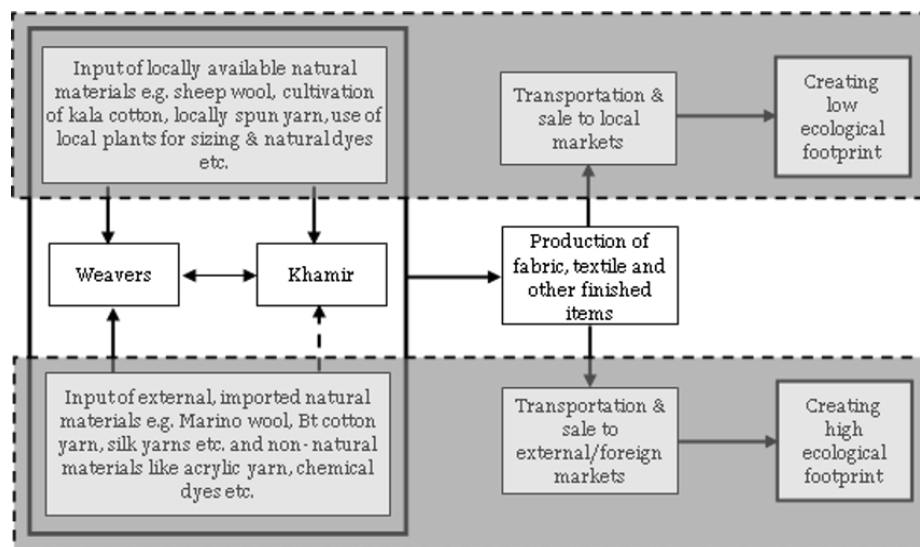 Input of locally available natural
materials e.g. sheep wool, cultivation
of kala cotton, locally spun yarn, use of
local plants for sizing & natural dyes
etc.
Transportation &
sale to local
markets
Creating
low
ecological
footprint
Weavers
Khamir
Production of
fabric, textile and
other finished
items
Input of external, imported natural
materials e.g. Marino wool, Bt cotton
yarn, silk yarns etc. and non- natural
materials like acrylic yarn, chemical
dyes etc.
Transportation &
sale to
external/foreign
markets
Creating
high
ecological
footprint